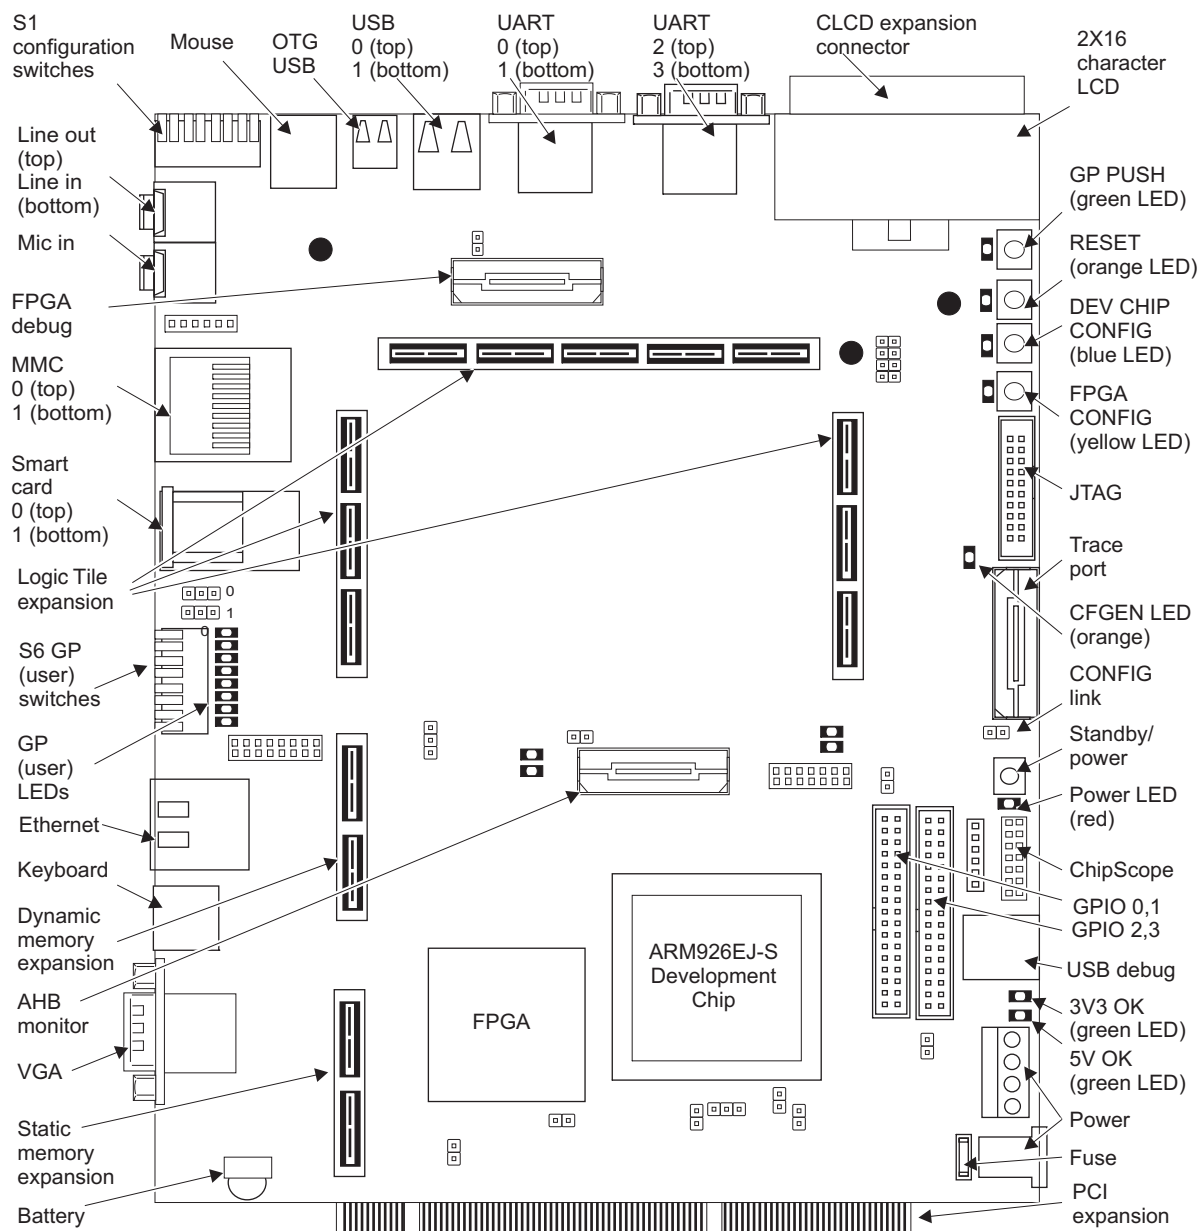 S1
configuration
switches
Mouse
OTG
USB
USB
0 (top)
1 (bottom)
UART
0 (top)
1 (bottom)
UART
2 (top)
3 (bottom)
CLCD expansion
connector
2X16
character
LCD
Line out
(top)
Line in
(bottom)
Mic in
FPGA
debug
MMC
0 (top)
1 (bottom)
Smart
card
0 (top)
1 (bottom)
Logic Tile
expansion
0
1
0
S6 GP
(user)
switches
GP
(user)
LEDs
Ethernet
Keyboard
Dynamic
memory
expansion
AHB
monitor
VGA
Static
memory
expansion
Battery
FPGA
ARM926EJ-S
Development
Chip
GP PUSH
(green LED)
RESET
(orange LED)
DEV CHIP
CONFIG
(blue LED)
FPGA
CONFIG
(yellow LED)
JTAG
Trace
port
CFGEN LED
(orange)
CONFIG
link
Standby/
power
Power LED
(red)
ChipScope
GPIO 0,1
GPIO 2,3
USB debug
3V3 OK
(green LED)
5V OK
(green LED)
Power
Fuse
PCI
expansion